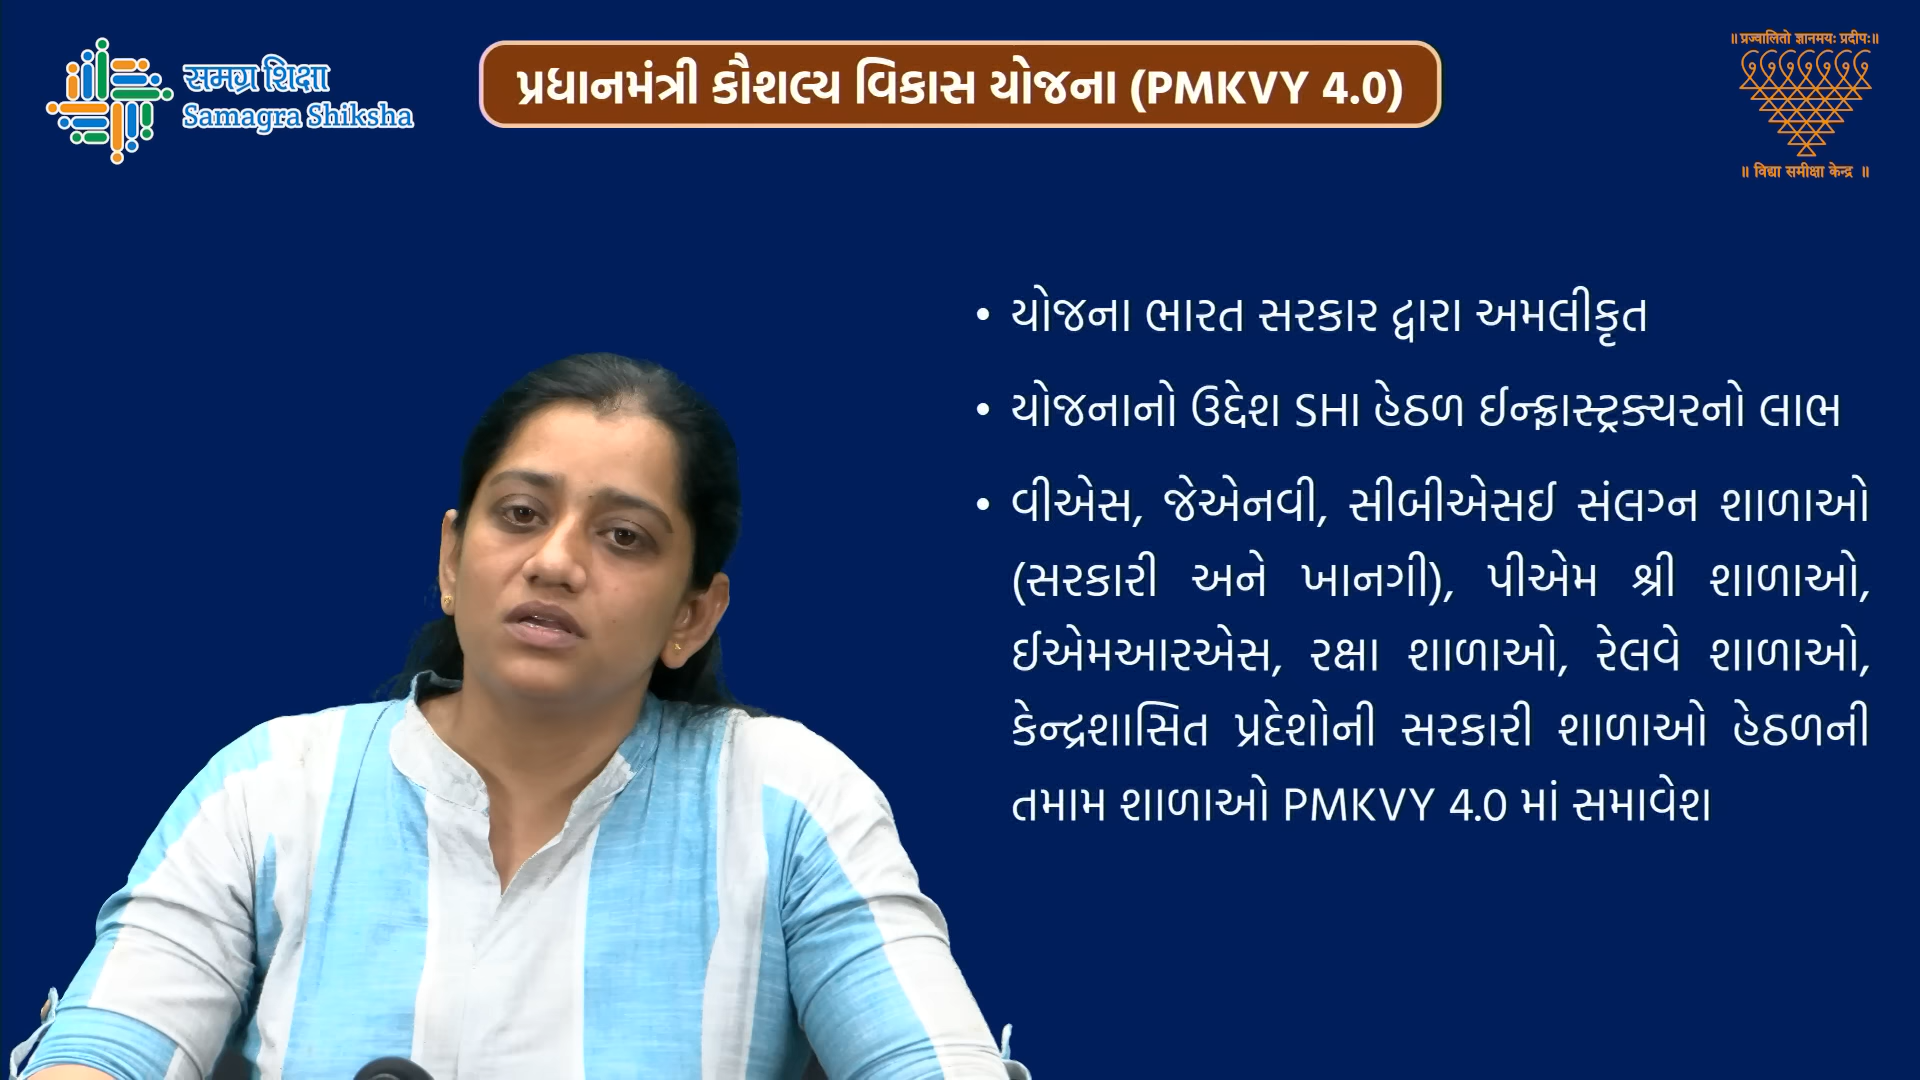 समग्र शिक्षा
Samagra Shiksha
પ્રધાનમંત્રી કૌશલ્ય વિકાસ યોજના (PMKVY 4.0)
॥ प्रज्वालितो ज्ञानमयः प्रदीपः॥
॥ विद्या समीक्षा केन्द्र ॥
• યોજના ભારત સરકાર દ્વારા અમલીકૃત
• યોજનાનો ઉદ્દેશ SHI હેઠળ ઈન્ફ્રાસ્ટ્રક્ચરનો લાભ
• વીએસ, જેએનવી, સીબીએસઈ સંલગ્ન શાળાઓ
(સરકારી અને ખાનગી), પીએમ શ્રી શાળાઓ,
ઈએમઆરએસ, રક્ષા શાળાઓ, રેલવે શાળાઓ,
કેન્દ્રશાસિત પ્રદેશોની સરકારી શાળાઓ હેઠળની
તમામ શાળાઓ PMKVY 4.0 માં સમાવેશ